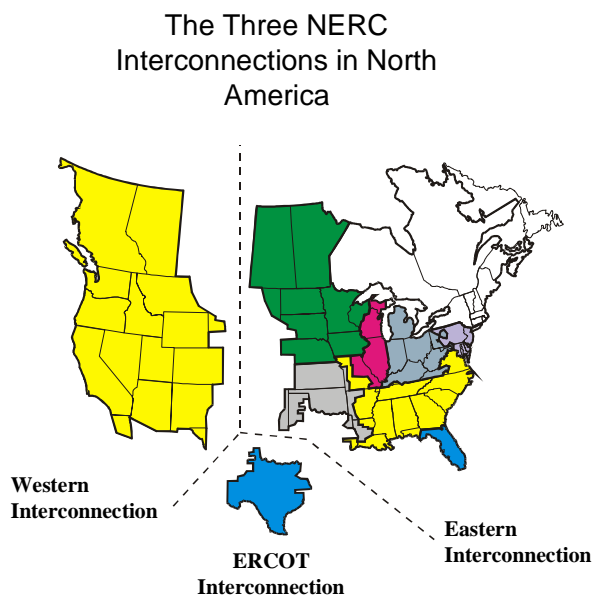 The Three NERC
Interconnections in North
America
Western
Interconnection
ERCOT
Interconnection
Eastern
Interconnection